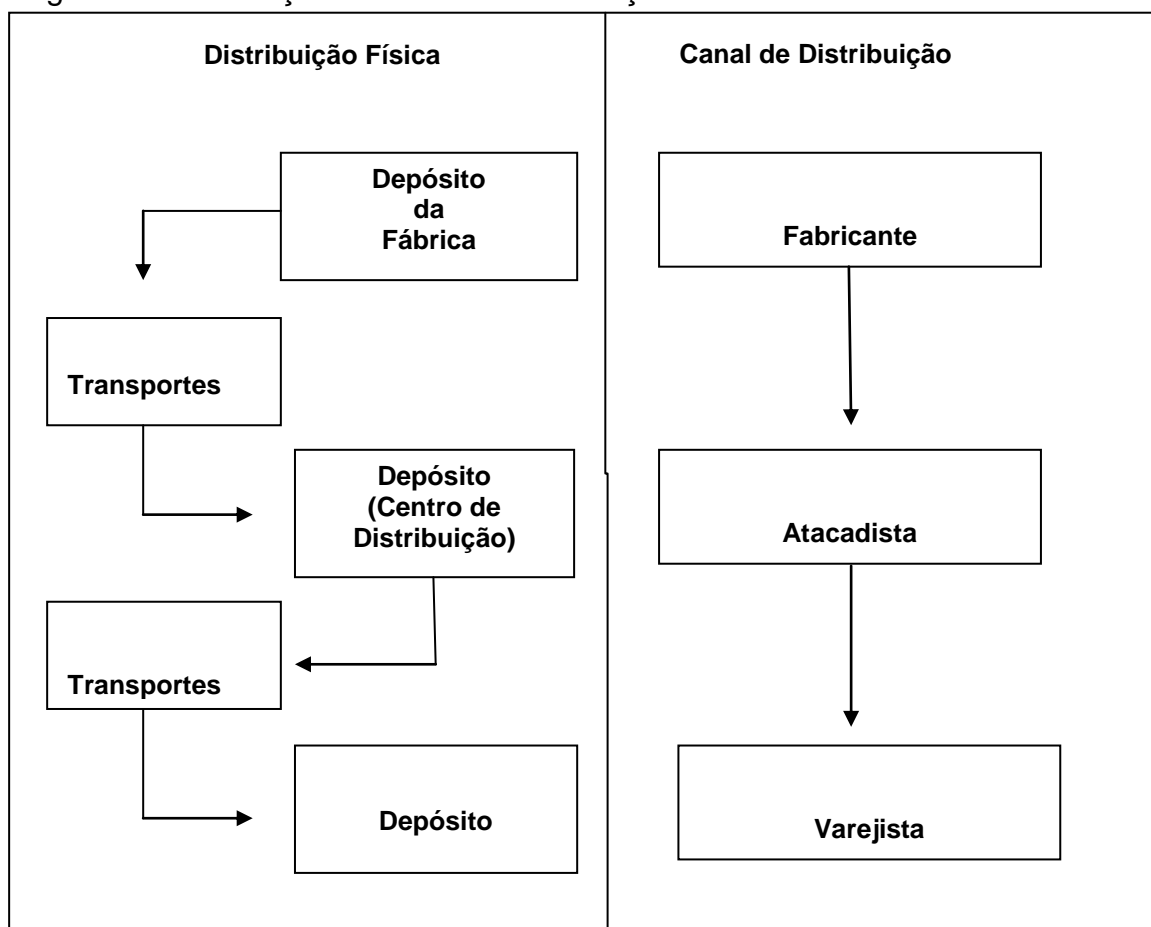 Distribuição Física
Canal de Distribuição
Depósito
da
Fábrica
Fabricante
Transportes
Depósito
(Centro de
Distribuição)
Atacadista
Transportes
Depósito
Varejista